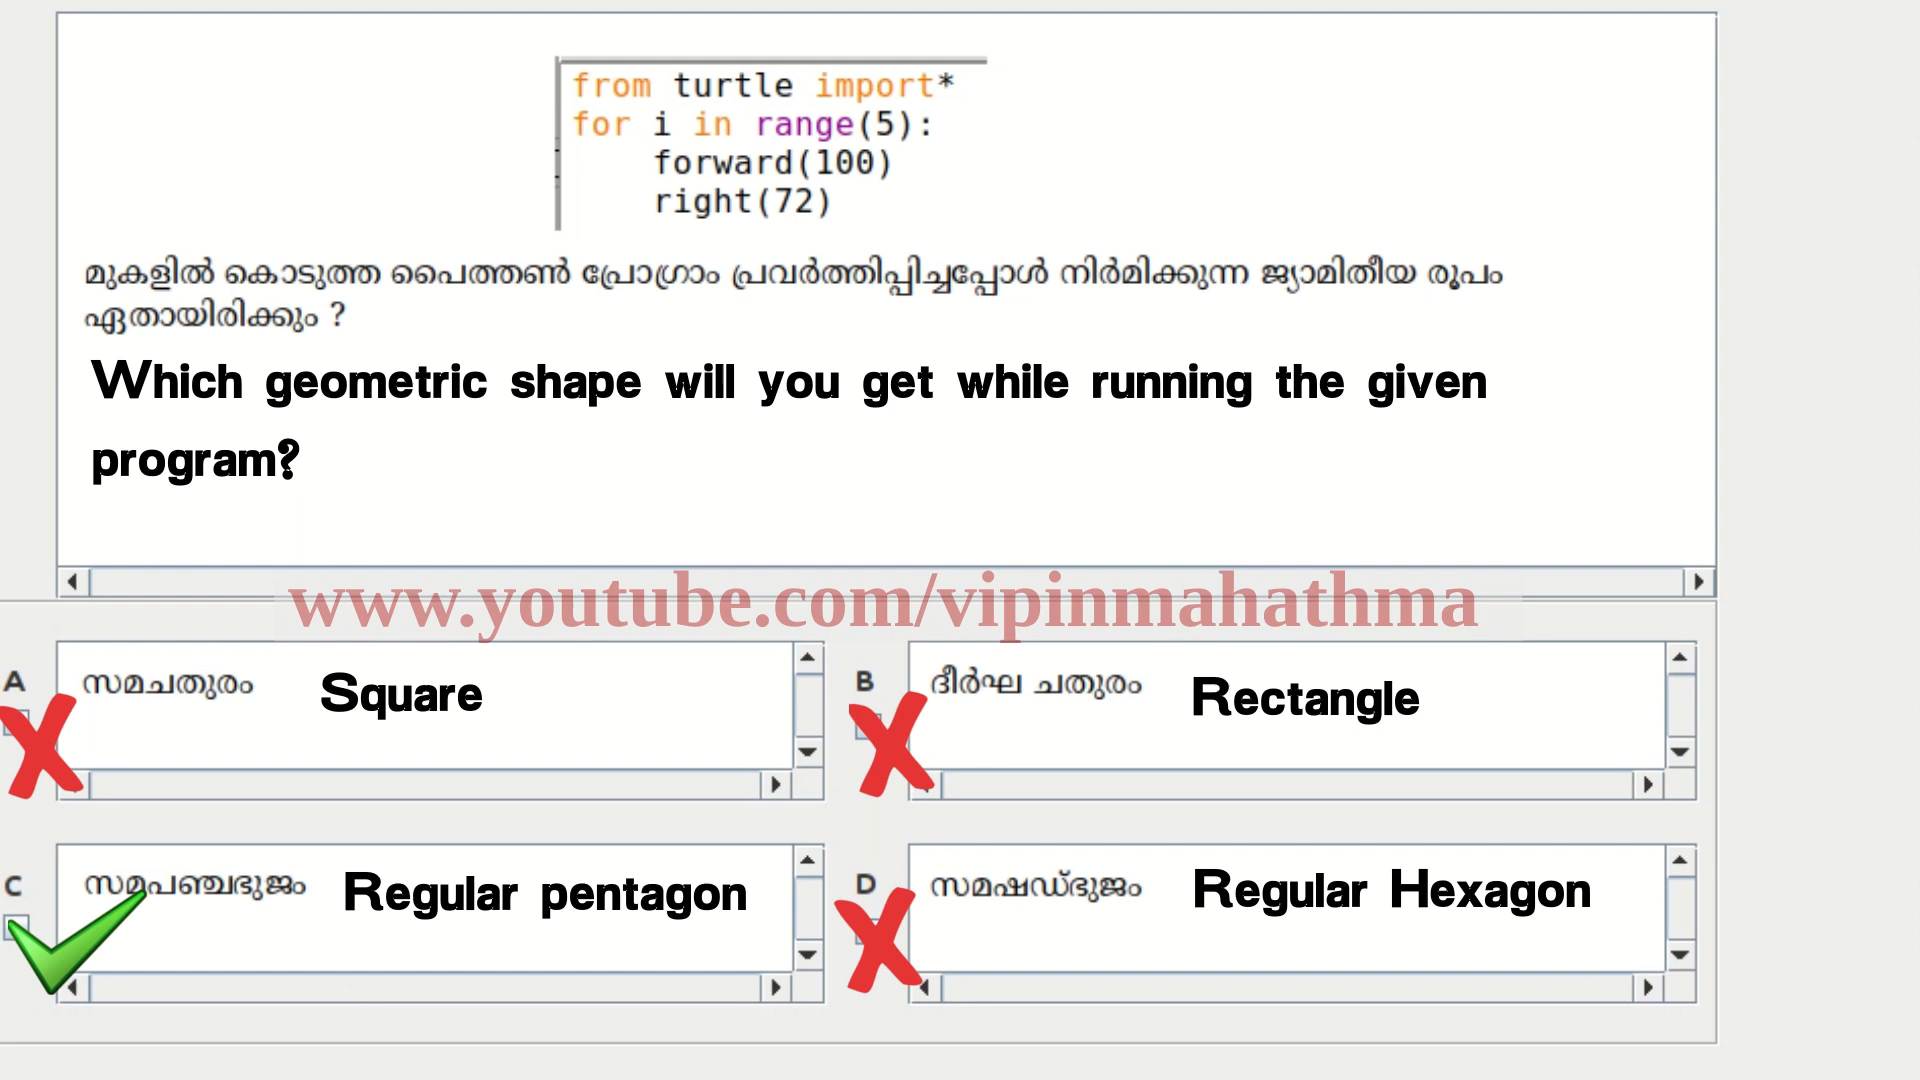 from turtle import*
for i in range(5):
    forward(100)
    right(72)
മുകളിൽ കൊടുത്ത പൈത്തൺ പ്രോഗ്രാം പ്രവർത്തിപ്പിച്ചപ്പോൾ നിർമിക്കുന്ന ജ്യാമിതീയ രൂപം
ഏതായിരിക്കും ?
Which geometric shape will you get while running the given
program?
www.youtube.com/vipinmahathma
A സമചതുരം Square
B ദീർഘ ചതുരം Rectangle
C സമപഞ്ചഭുജം Regular pentagon
D സമഷഡ്ഭുജം Regular Hexagon